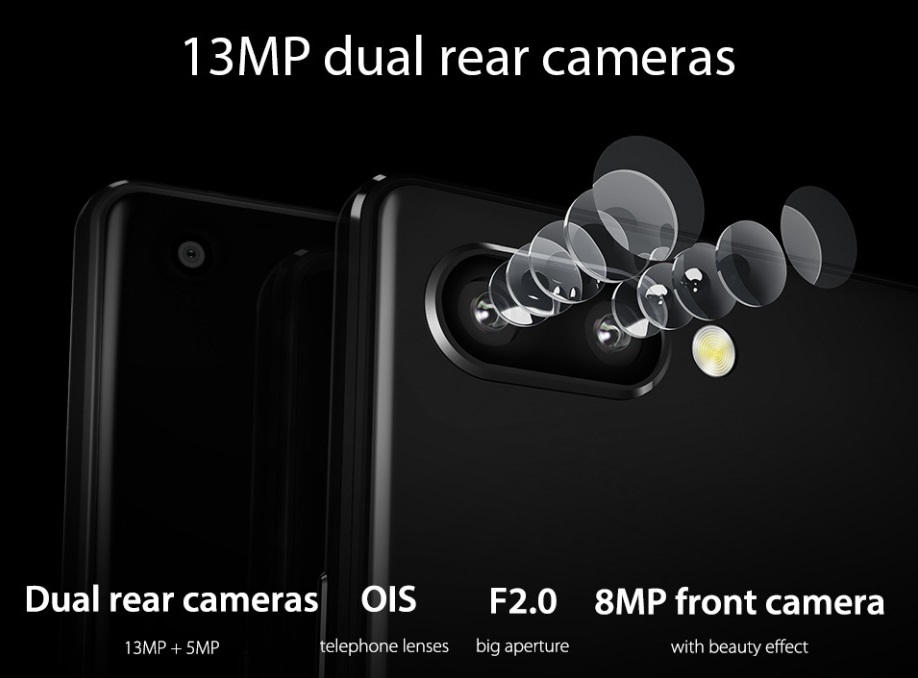 13MP dual rear cameras
Dual rear cameras OIS F2.0 8MP front camera
13MP + 5MP telephone lenses big aperture with beauty effect